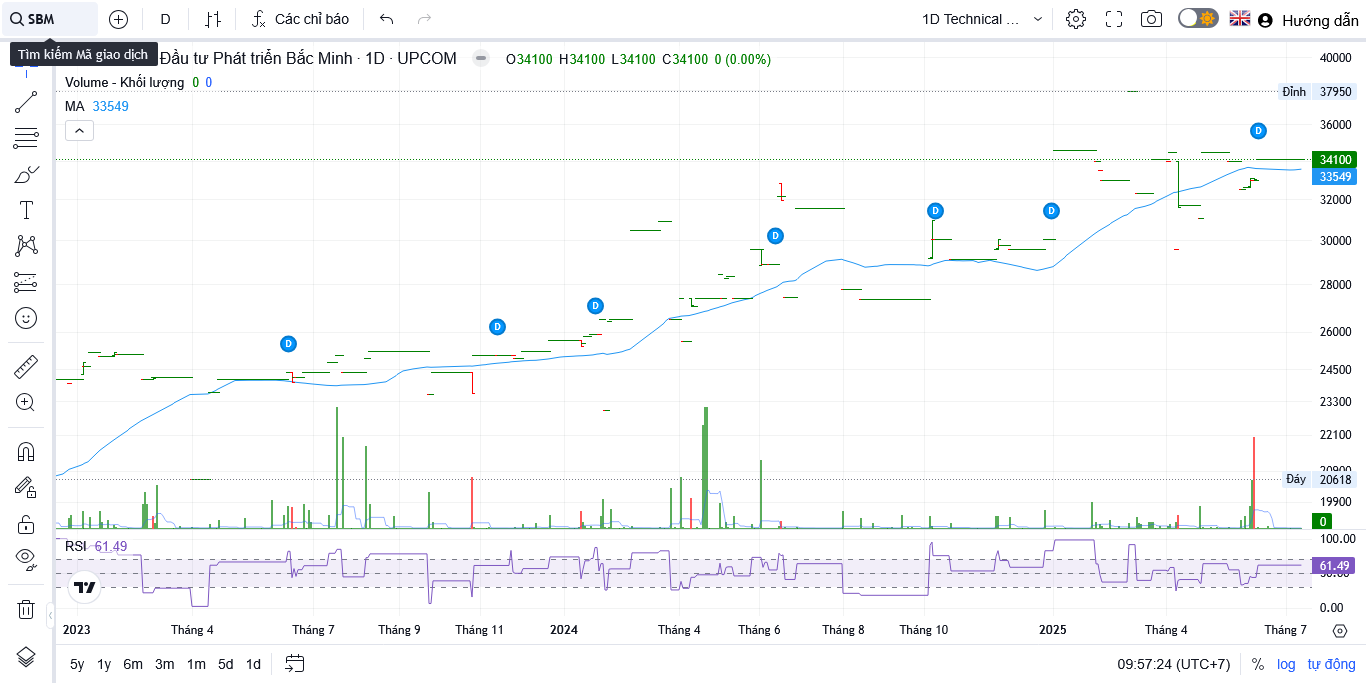 SBM
D
Các chỉ báo
1D Technical ...
Hướng dẫn
Tìm kiếm Mã giao dịch
Đầu tư Phát triển Bắc Minh · 1D · UPCOM
O34100 H34100 L34100 C34100 0 (0.00%)
Volume - Khối lượng 0 0
MA 33549
40000
Đỉnh 37950
36000
34100
33549
32000
30000
28000
26000
24500
23300
22100
20900
Đáy 20618
19900
0
D
D
D
D
D
D
D
RSI 61.49
100.00
61.49
50.00
0.00
2023 Tháng 4 Tháng 7 Tháng 9 Tháng 11 2024 Tháng 4 Tháng 6 Tháng 8 Tháng 10 2025 Tháng 4 Tháng 7
5y 1y 6m 3m 1m 5d 1d
09:57:24 (UTC+7) % log tự động